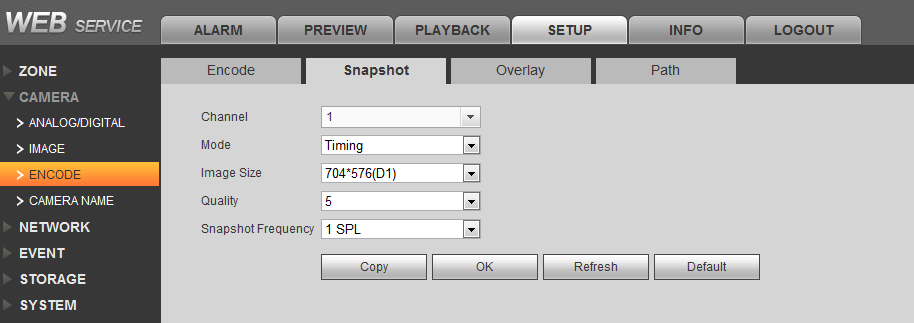 WEB SERVICE
ALARM PREVIEW PLAYBACK SETUP INFO LOGOUT
ZONE
CAMERA
ANALOG/DIGITAL
IMAGE
ENCODE
CAMERA NAME
NETWORK
EVENT
STORAGE
SYSTEM
Encode Snapshot Overlay Path
Channel 1
Mode Timing
Image Size 704*576(D1)
Quality 5
Snapshot Frequency 1 SPL
Copy OK Refresh Default